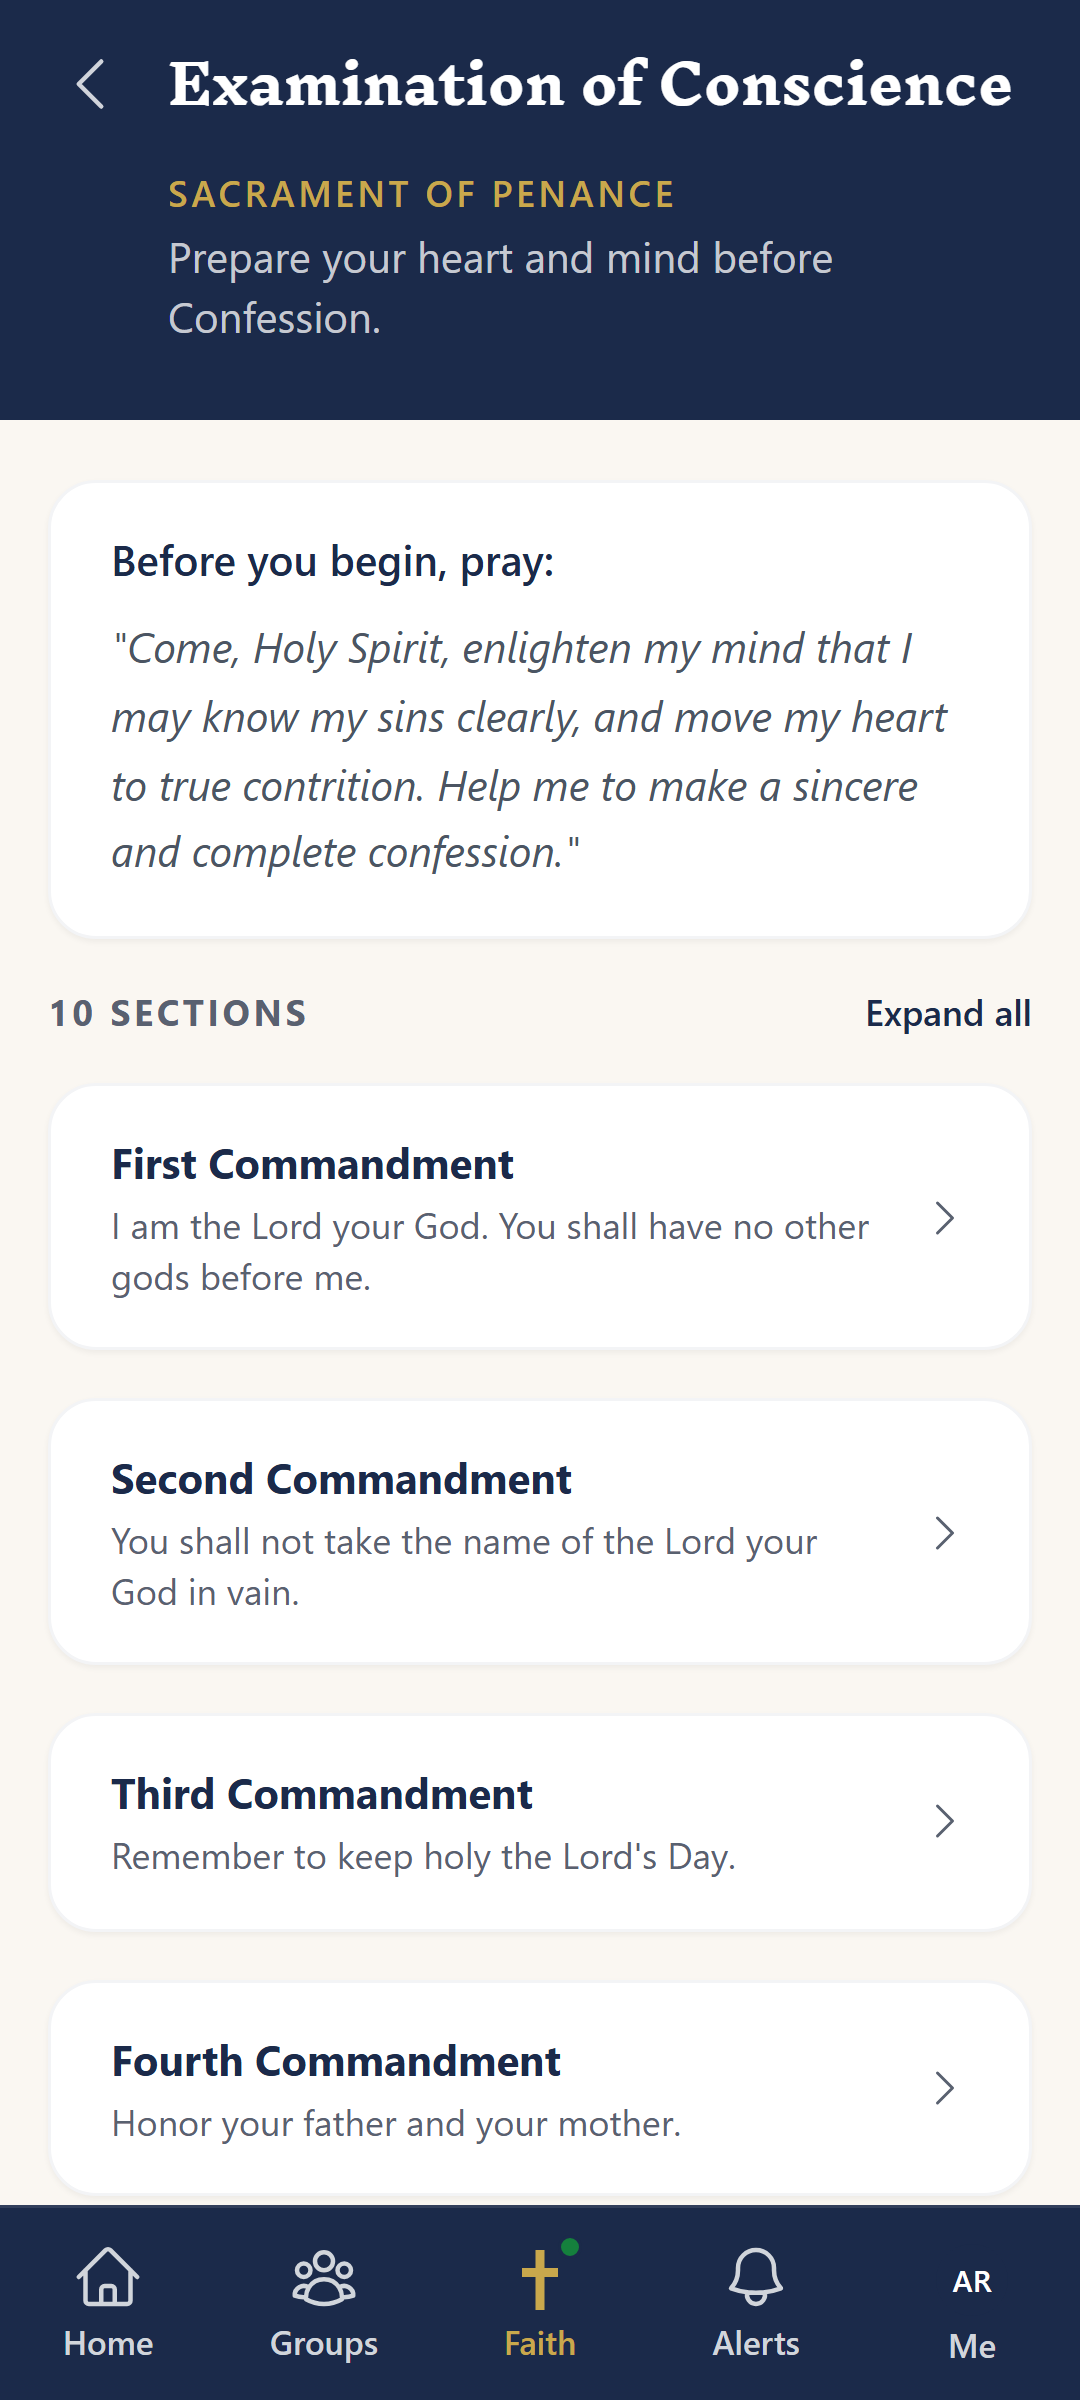 Examination of Conscience
SACRAMENT OF PENANCE
Prepare your heart and mind before
Confession.
Before you begin, pray:
"Come, Holy Spirit, enlighten my mind that I
may know my sins clearly, and move my heart
to true contrition. Help me to make a sincere
and complete confession."
10 SECTIONS
Expand all
First Commandment
I am the Lord your God. You shall have no other
gods before me.
Second Commandment
You shall not take the name of the Lord your
God in vain.
Third Commandment
Remember to keep holy the Lord's Day.
Fourth Commandment
Honor your father and your mother.
Home
Groups
Faith
Alerts
AR
Me